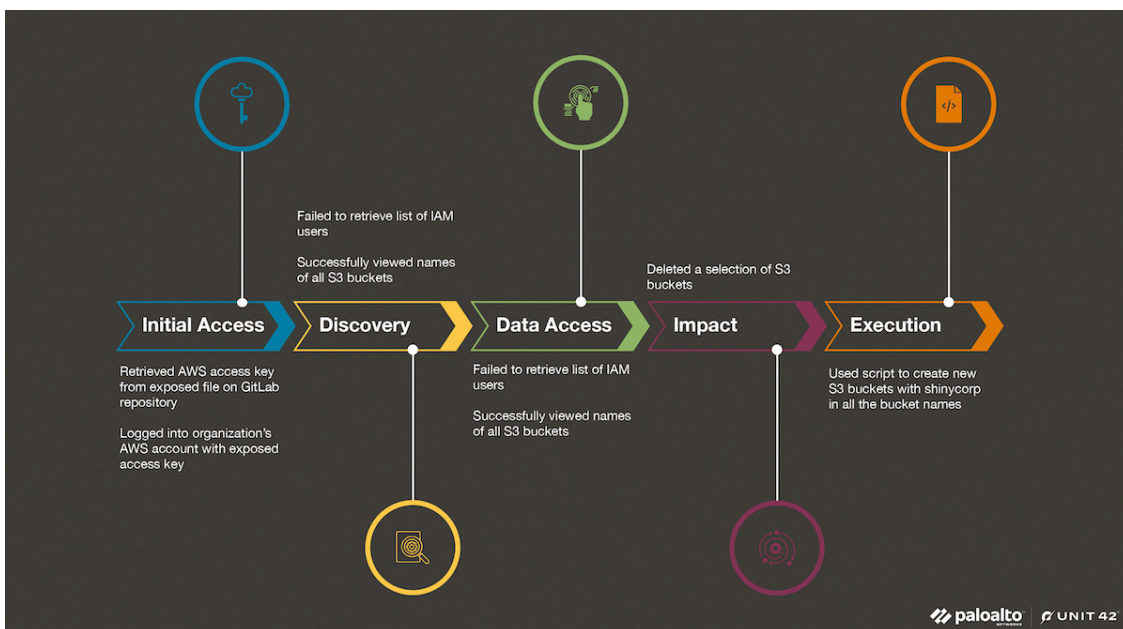 Failed to retrieve list of IAM
users
Successfully viewed names
of all S3 buckets
Deleted a selection of S3
buckets
Initial Access
Discovery
Data Access
Impact
Execution
Retrieved AWS access key
from exposed file on GitLab
repository
Logged into organization's
AWS account with exposed
access key
Failed to retrieve list of IAM
users
Successfully viewed names
of all S3 buckets
Used script to create new
S3 buckets with shinycorp
in all the bucket names
</>
paloalto
NETWORKS
UNIT 42